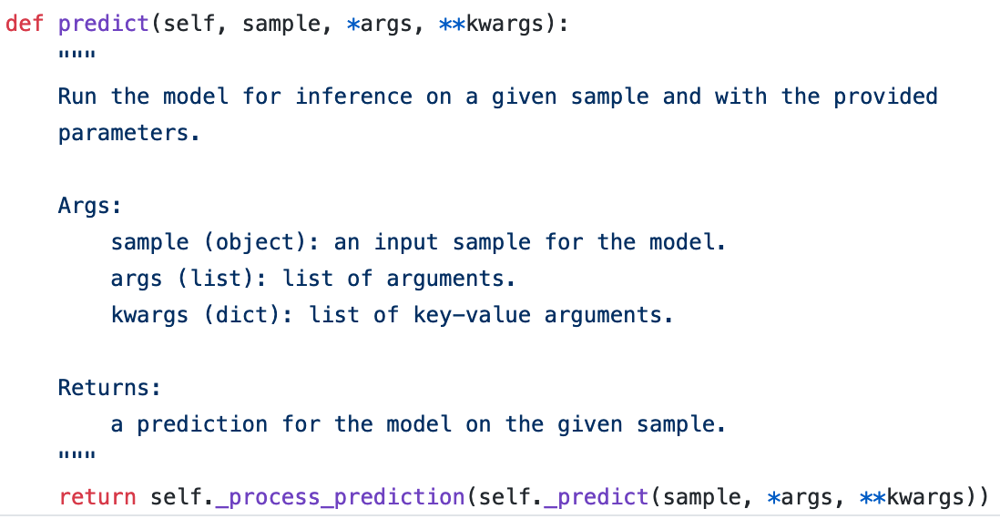 def predict(self, sample, *args, **kwargs):
    """
    Run the model for inference on a given sample and with the provided
    parameters.

    Args:
        sample (object): an input sample for the model.
        args (list): list of arguments.
        kwargs (dict): list of key-value arguments.

    Returns:
        a prediction for the model on the given sample.
    """
    return self._process_prediction(self._predict(sample, *args, **kwargs))